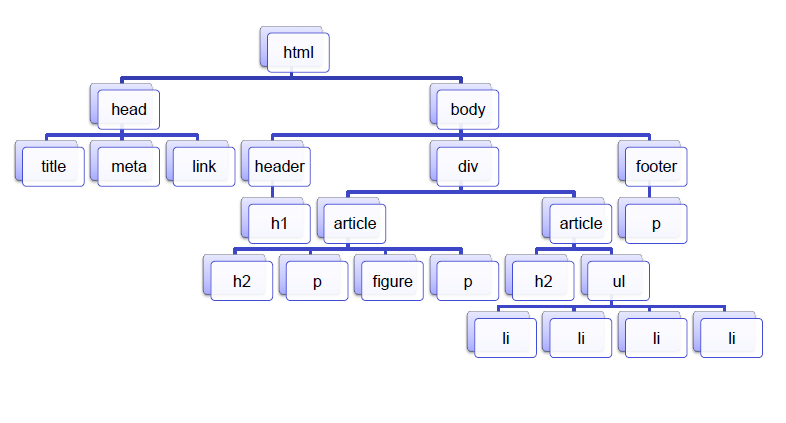 html
head
body
title
meta
link
header
div
footer
h1
article
article
p
h2
p
figure
p
h2
ul
li
li
li
li